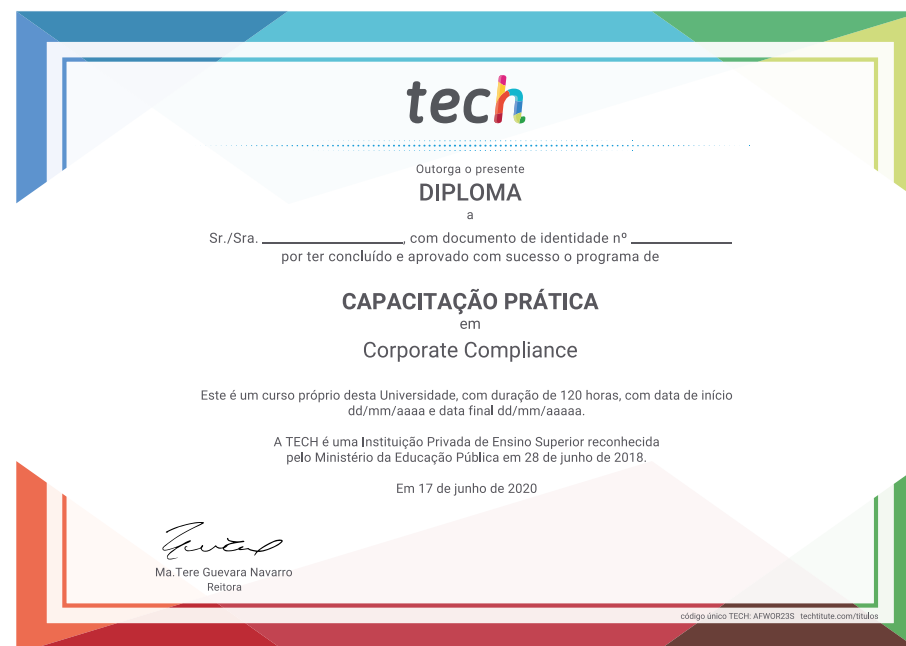 tech
Outorga o presente
DIPLOMA
a
Sr./Sra. ____________________, com documento de identidade nº ______________
por ter concluído e aprovado com sucesso o programa de
CAPACITAÇÃO PRÁTICA
em
Corporate Compliance
Este é um curso próprio desta Universidade, com duração de 120 horas, com data de início
dd/mm/aaaa e data final dd/mm/aaaaa.
A TECH é uma Instituição Privada de Ensino Superior reconhecida
pelo Ministério da Educação Pública em 28 de junho de 2018.
Em 17 de junho de 2020
Ma.Tere Guevara Navarro
Reitora
código único TECH: AFWOR23S techtitute.com/títulos